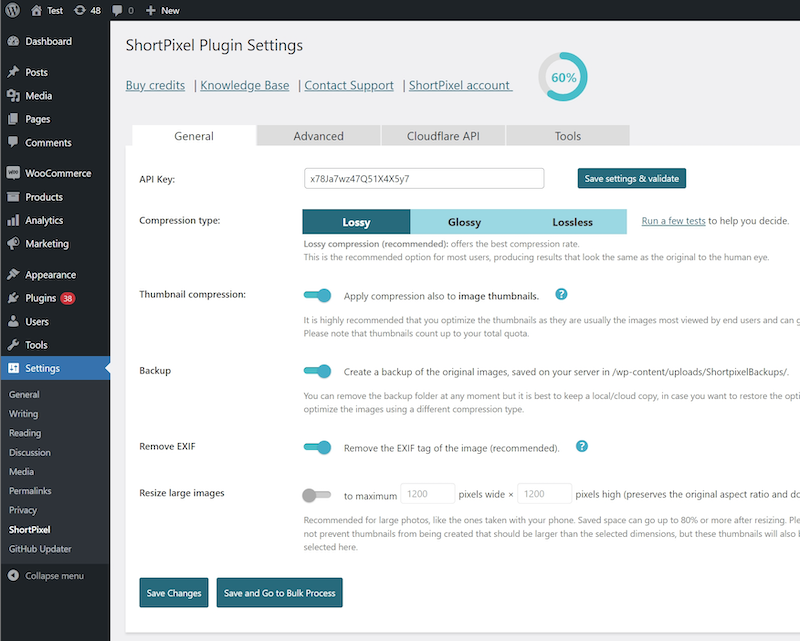 Test 48 0 New
Dashboard
Posts
Media
Pages
Comments
WooCommerce
Products
Analytics
Marketing
Appearance
Plugins 38
Users
Tools
Settings
General
Writing
Reading
Discussion
Media
Permalinks
Privacy
ShortPixel
GitHub Updater
Collapse menu
ShortPixel Plugin Settings
Buy credits | Knowledge Base | Contact Support | ShortPixel account
60%
General Advanced Cloudflare API Tools
API Key: x78Ja7wz47Q51X4X5y7 Save settings & validate
Compression type: Lossy Glossy Lossless Run a few tests to help you decide.
Lossy compression (recommended): offers the best compression rate.
This is the recommended option for most users, producing results that look the same as the original to the human eye.
Thumbnail compression: Apply compression also to image thumbnails. ?
It is highly recommended that you optimize the thumbnails as they are usually the images most viewed by end users and can g
Please note that thumbnails count up to your total quota.
Backup Create a backup of the original images, saved on your server in /wp-content/uploads/ShortpixelBackups/.
You can remove the backup folder at any moment but it is best to keep a local/cloud copy, in case you want to restore the opti
optimize the images using a different compression type.
Remove EXIF Remove the EXIF tag of the image (recommended). ?
Resize large images to maximum 1200 pixels wide × 1200 pixels high (preserves the original aspect ratio and do
Recommended for large photos, like the ones taken with your phone. Saved space can go up to 80% or more after resizing. Ple
not prevent thumbnails from being created that should be larger than the selected dimensions, but these thumbnails will also b
selected here.
Save Changes Save and Go to Bulk Process